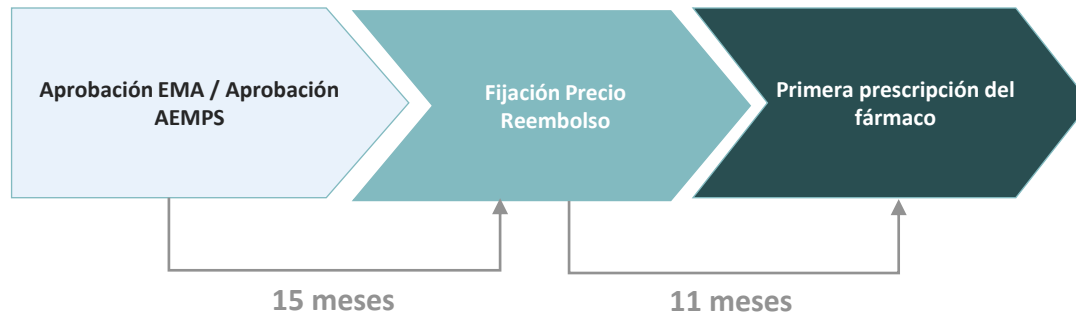 Aprobación EMA / Aprobación
AEMPS
Fijación Precio
Reembolso
Primera prescripción del
fármaco
15 meses
11 meses